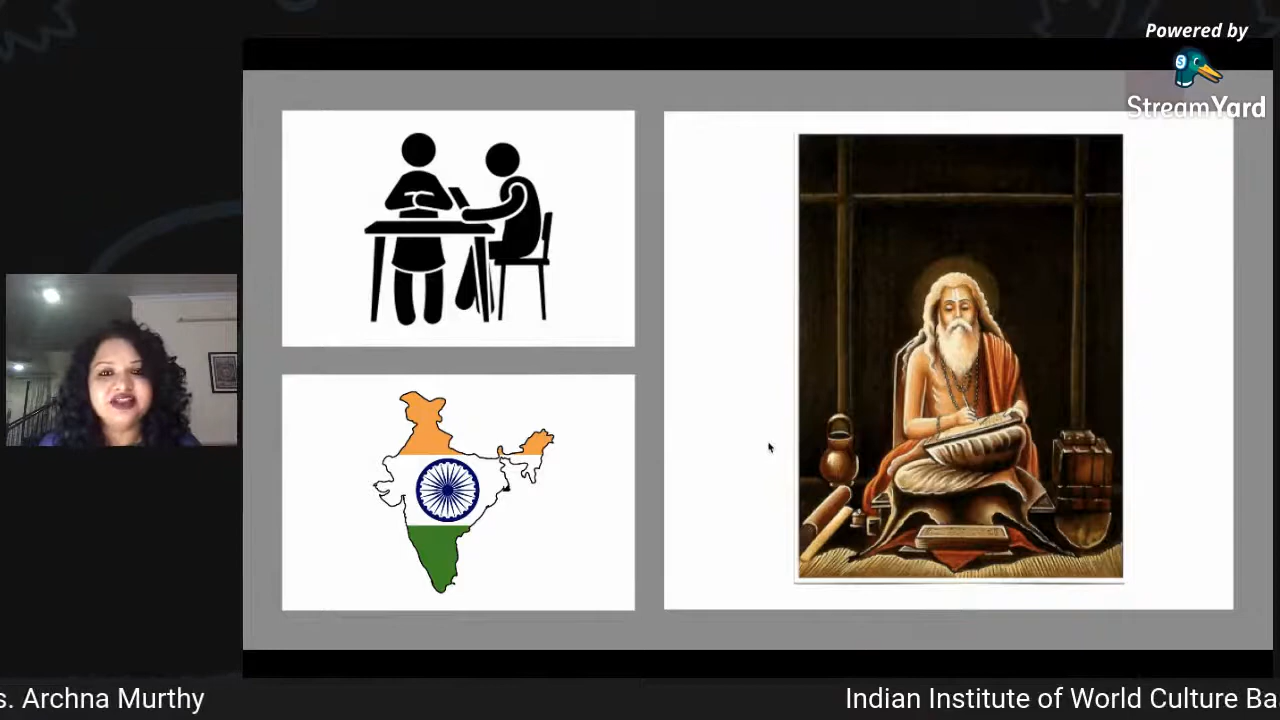 Powered by
StreamYard
s. Archna Murthy
Indian Institute of World Culture Ba